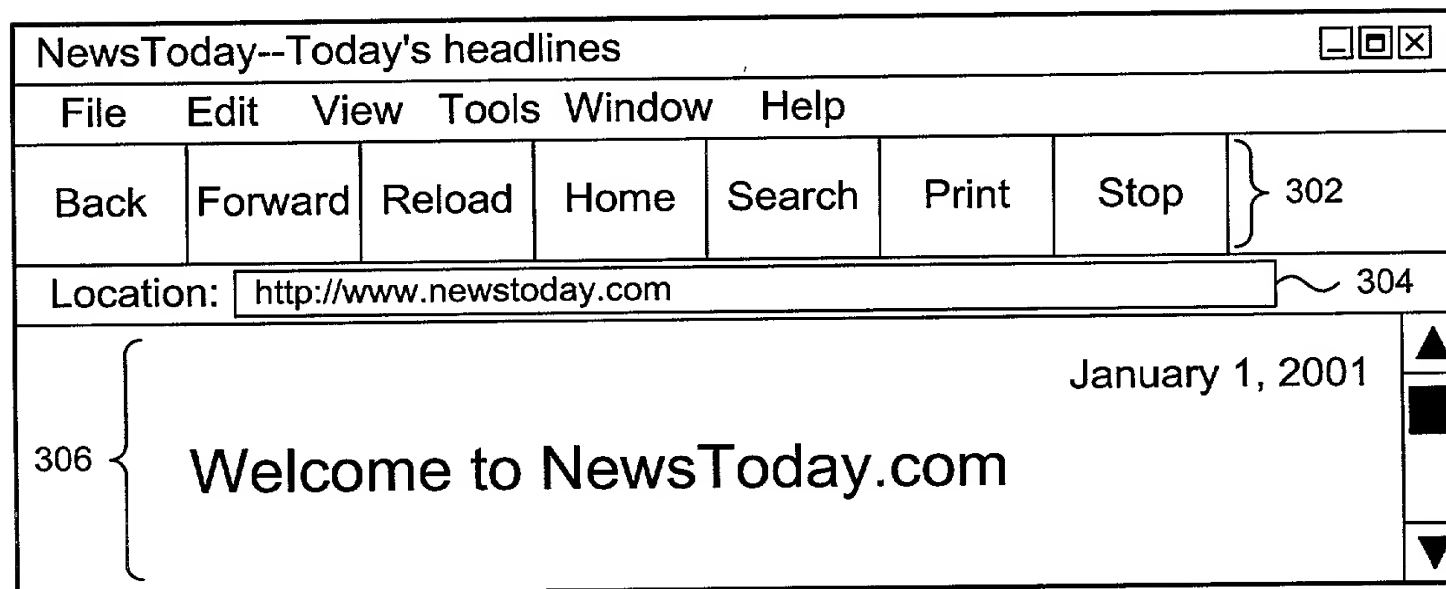 NewsToday--Today's headlines
File Edit View Tools Window Help
Back Forward Reload Home Search Print Stop 302
Location: http://www.newstoday.com 304
January 1, 2001
306 Welcome to NewsToday.com